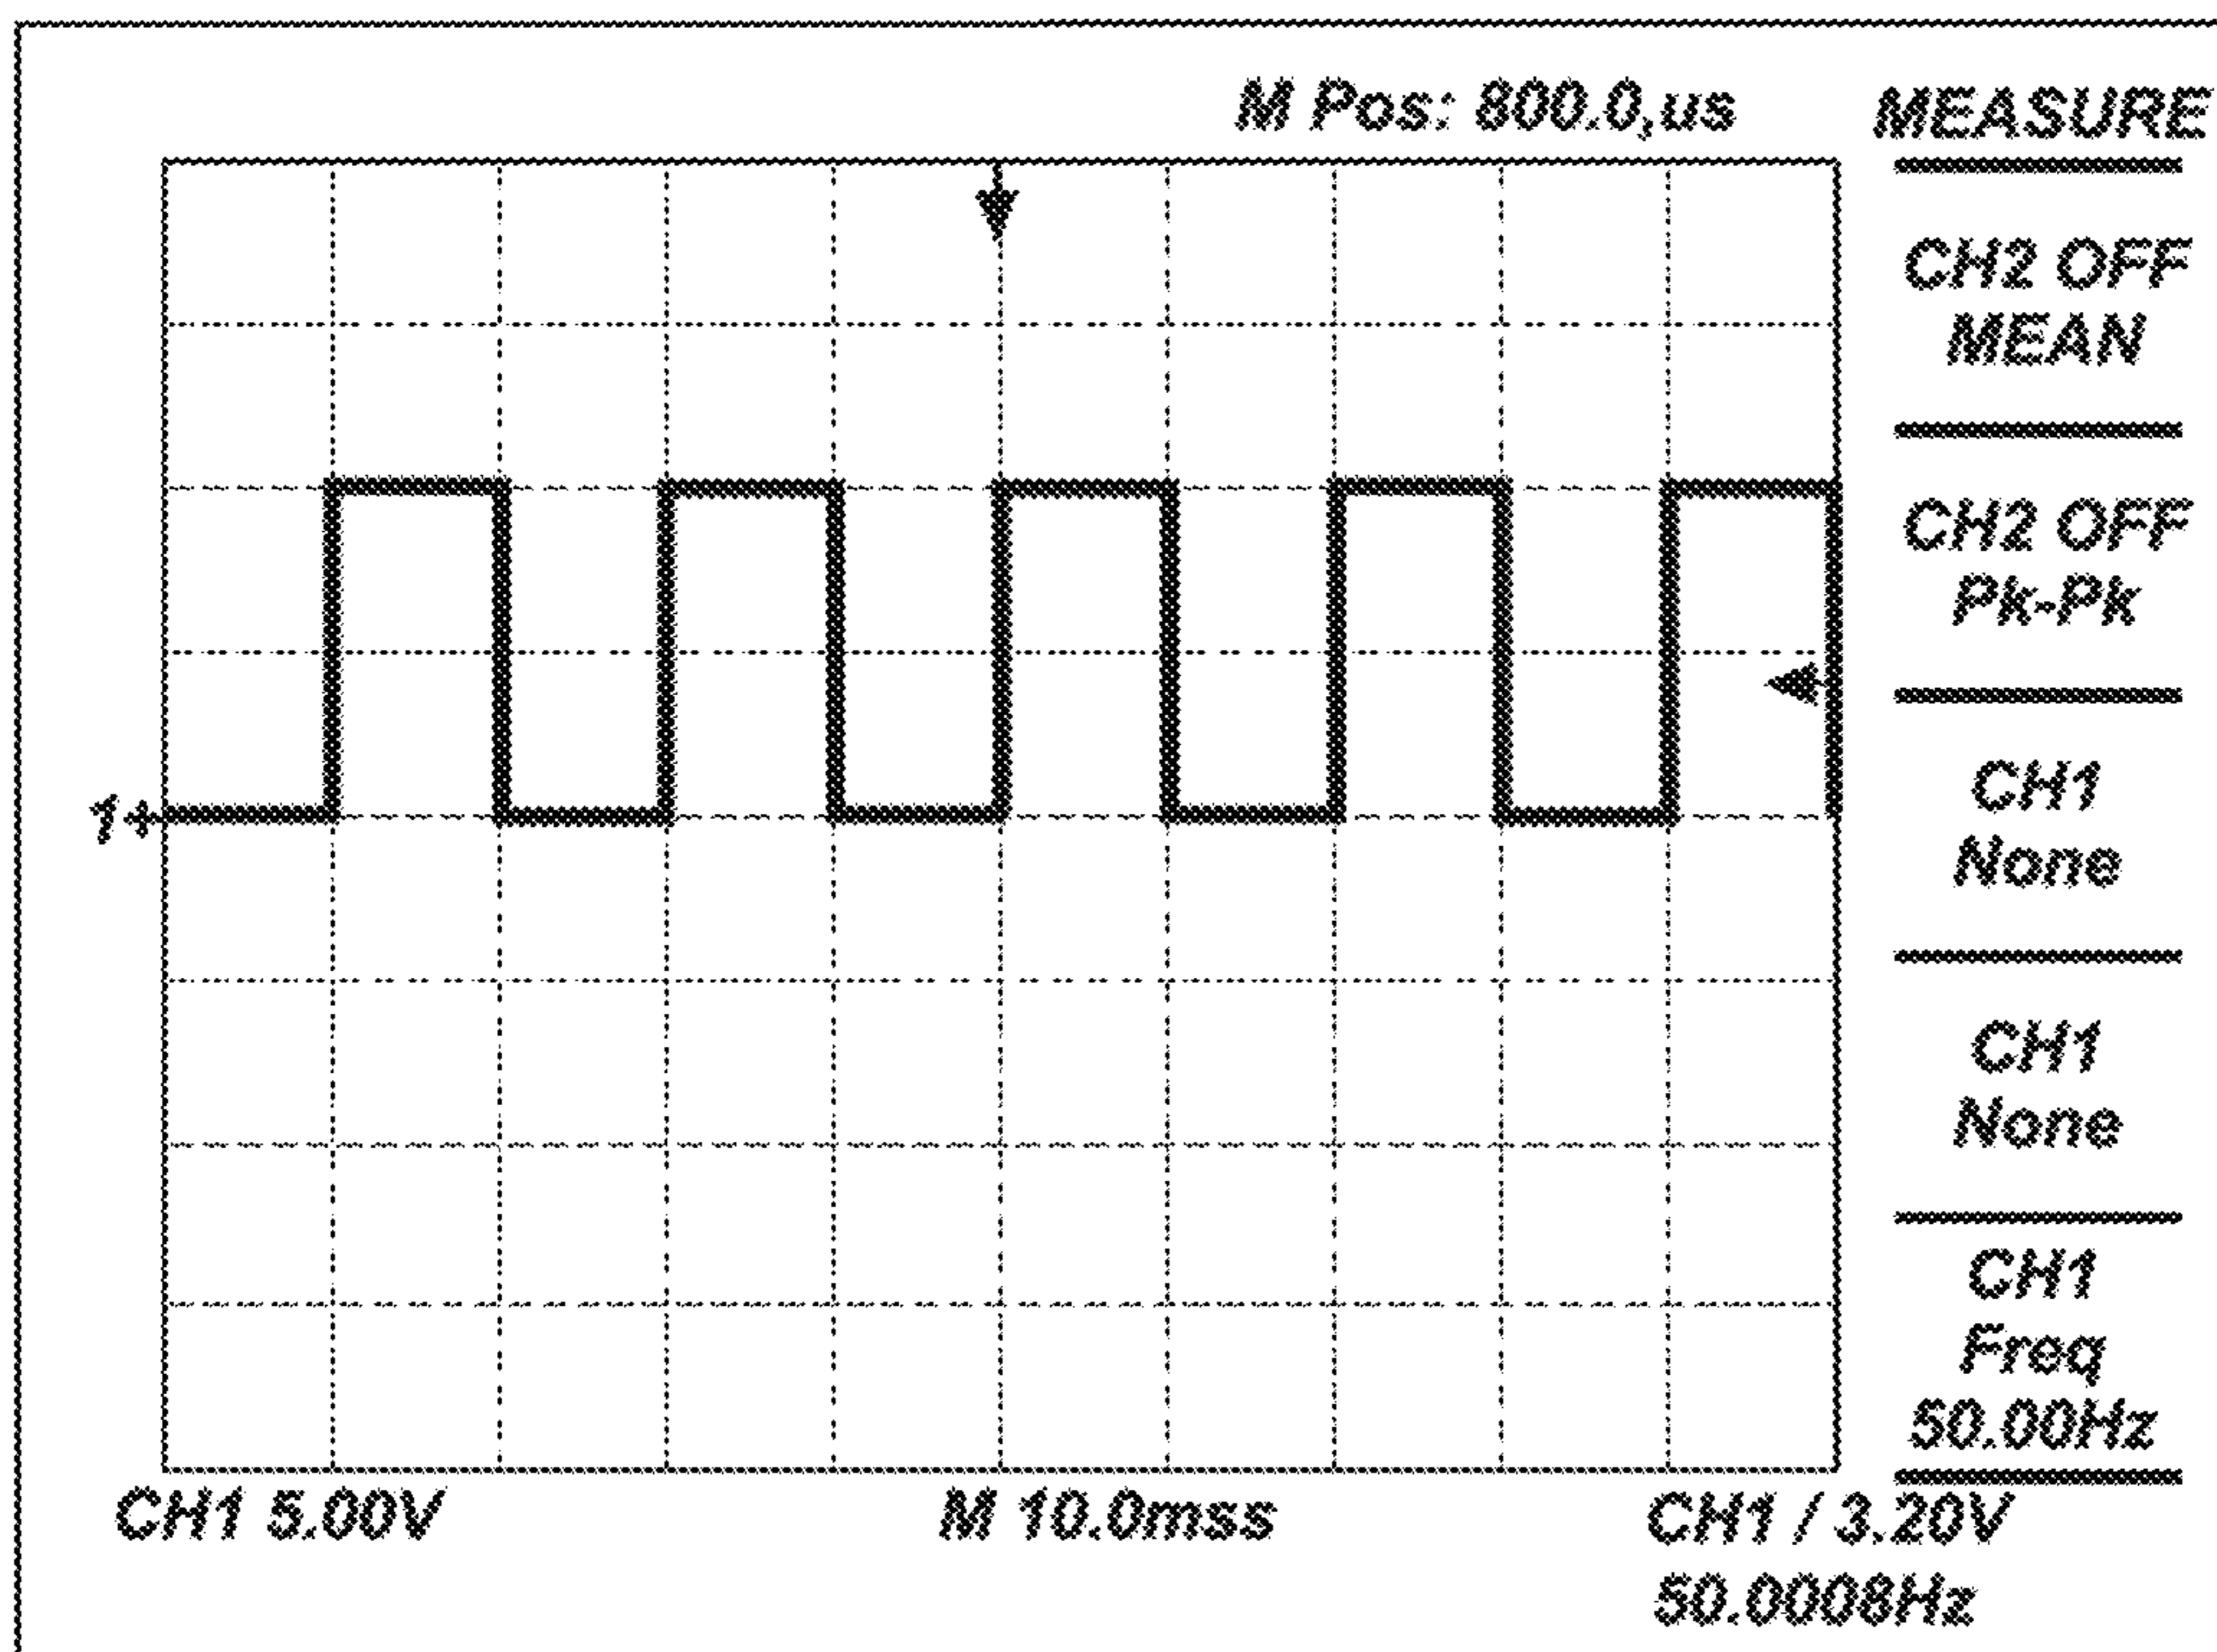 M Pos: 800.0,us
MEASURE
CH2 OFF
MEAN
CH2 OFF
Pk-Pk
CH1
None
CH1
None
CH1
Freq
50.00Hz
1
CH1 5.00V
M 10.0mss
CH1 / 3.20V
50.0008Hz